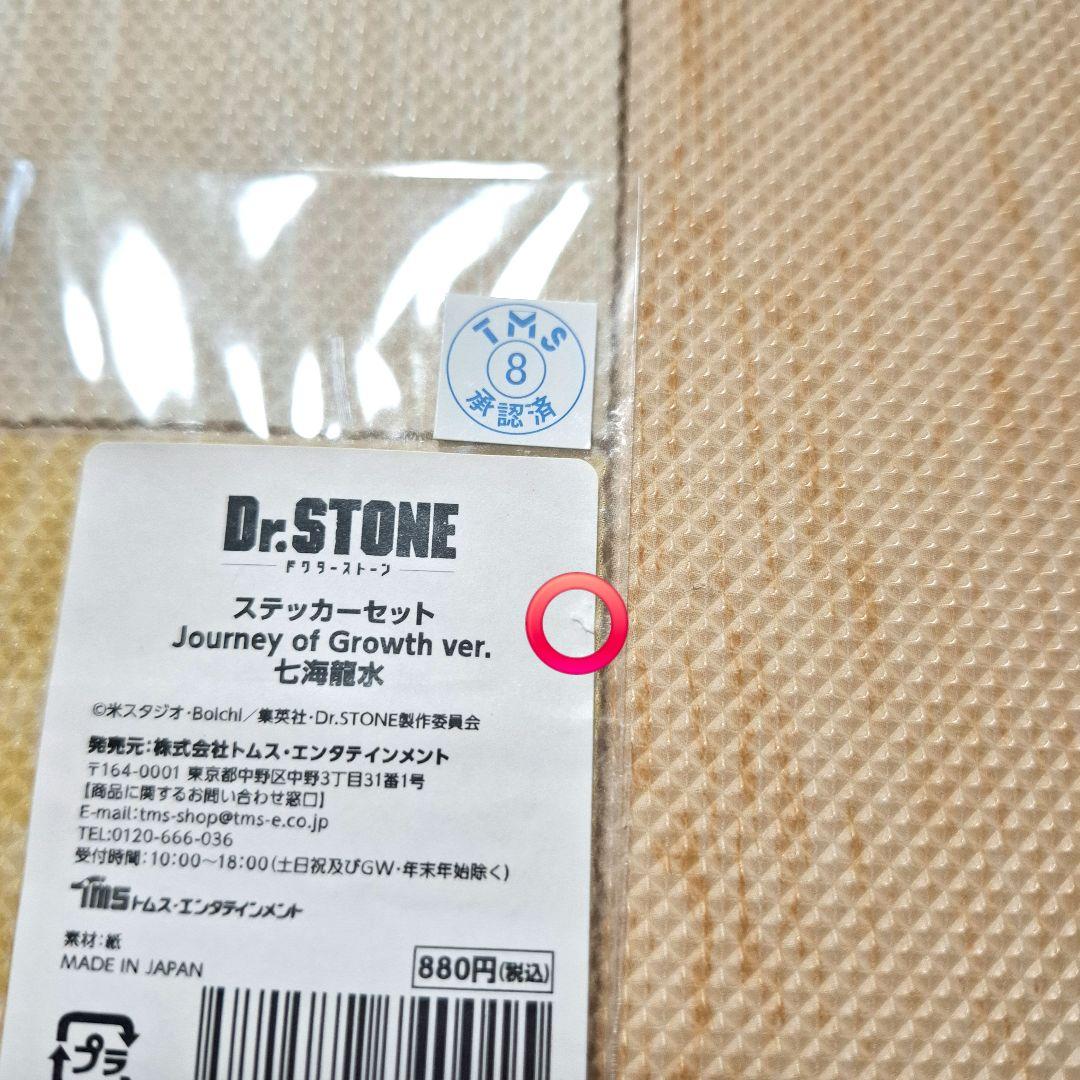 TMS
8
承認済
Dr.STONE
ドクターストーン
ステッカーセット
Journey of Growth ver.
七海龍水
©米スタジオ・Boichi／集英社・Dr.STONE製作委員会
発売元：株式会社トムス・エンタテインメント
〒164-0001 東京都中野区中野3丁目31番1号
【商品に関するお問い合わせ窓口】
E-mail：tms-shop@tms-e.co.jp
TEL：0120-666-036
受付時間：10：00～18：00（土日祝及びGW・年末年始除く）
TMS トムス・エンタテインメント
素材：紙
MADE IN JAPAN
880円（税込）
プラ